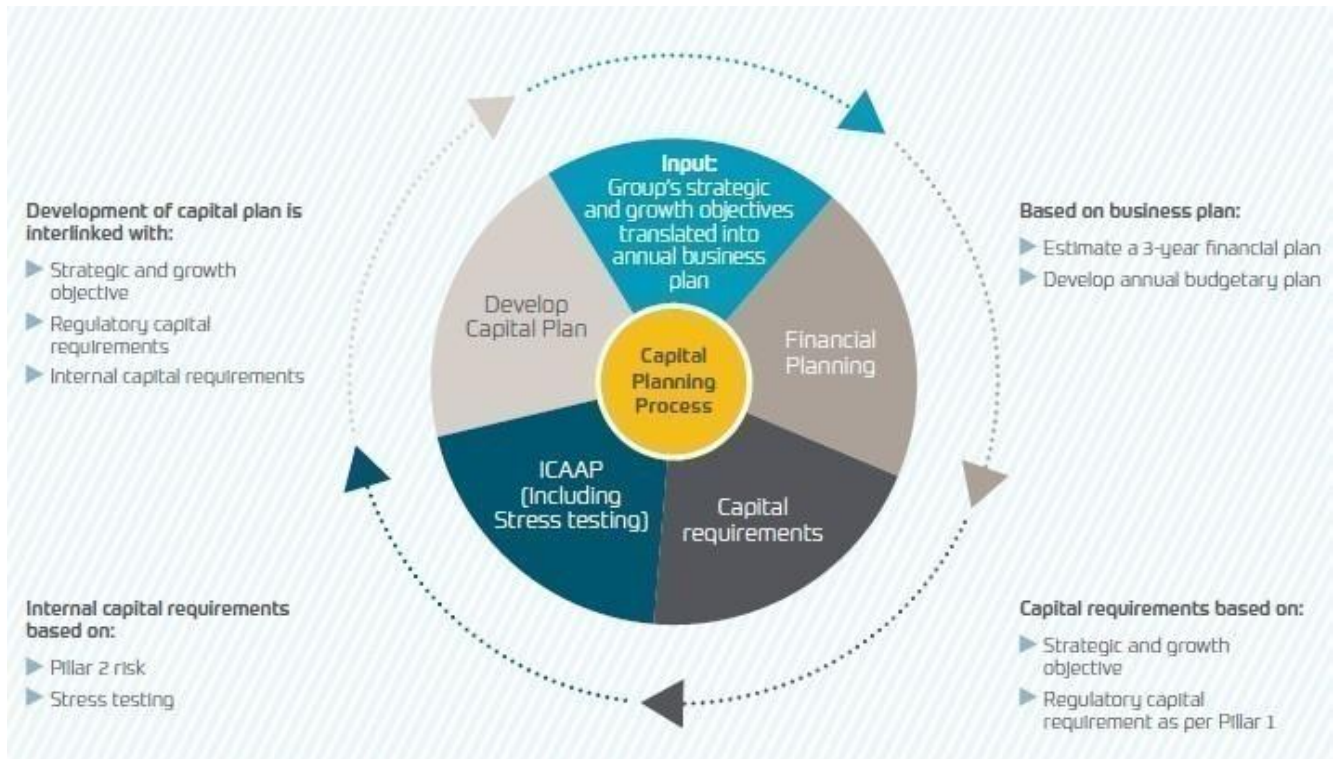 Input:
Group's strategic
and growth objectives
translated into
annual business
plan
Financial
Planning
Capital
requirements
ICAAP
(Including
Stress testing)
Develop
Capital Plan
Capital
Planning
Process
Based on business plan:
Estimate a 3-year financial plan
Develop annual budgetary plan
Capital requirements based on:
Strategic and growth
objective
Regulatory capital
requirement as per Pillar 1
Internal capital requirements
based on:
Pillar 2 risk
Stress testing
Development of capital plan is
interlinked with:
Strategic and growth
objective
Regulatory capital
requirements
Internal capital requirements